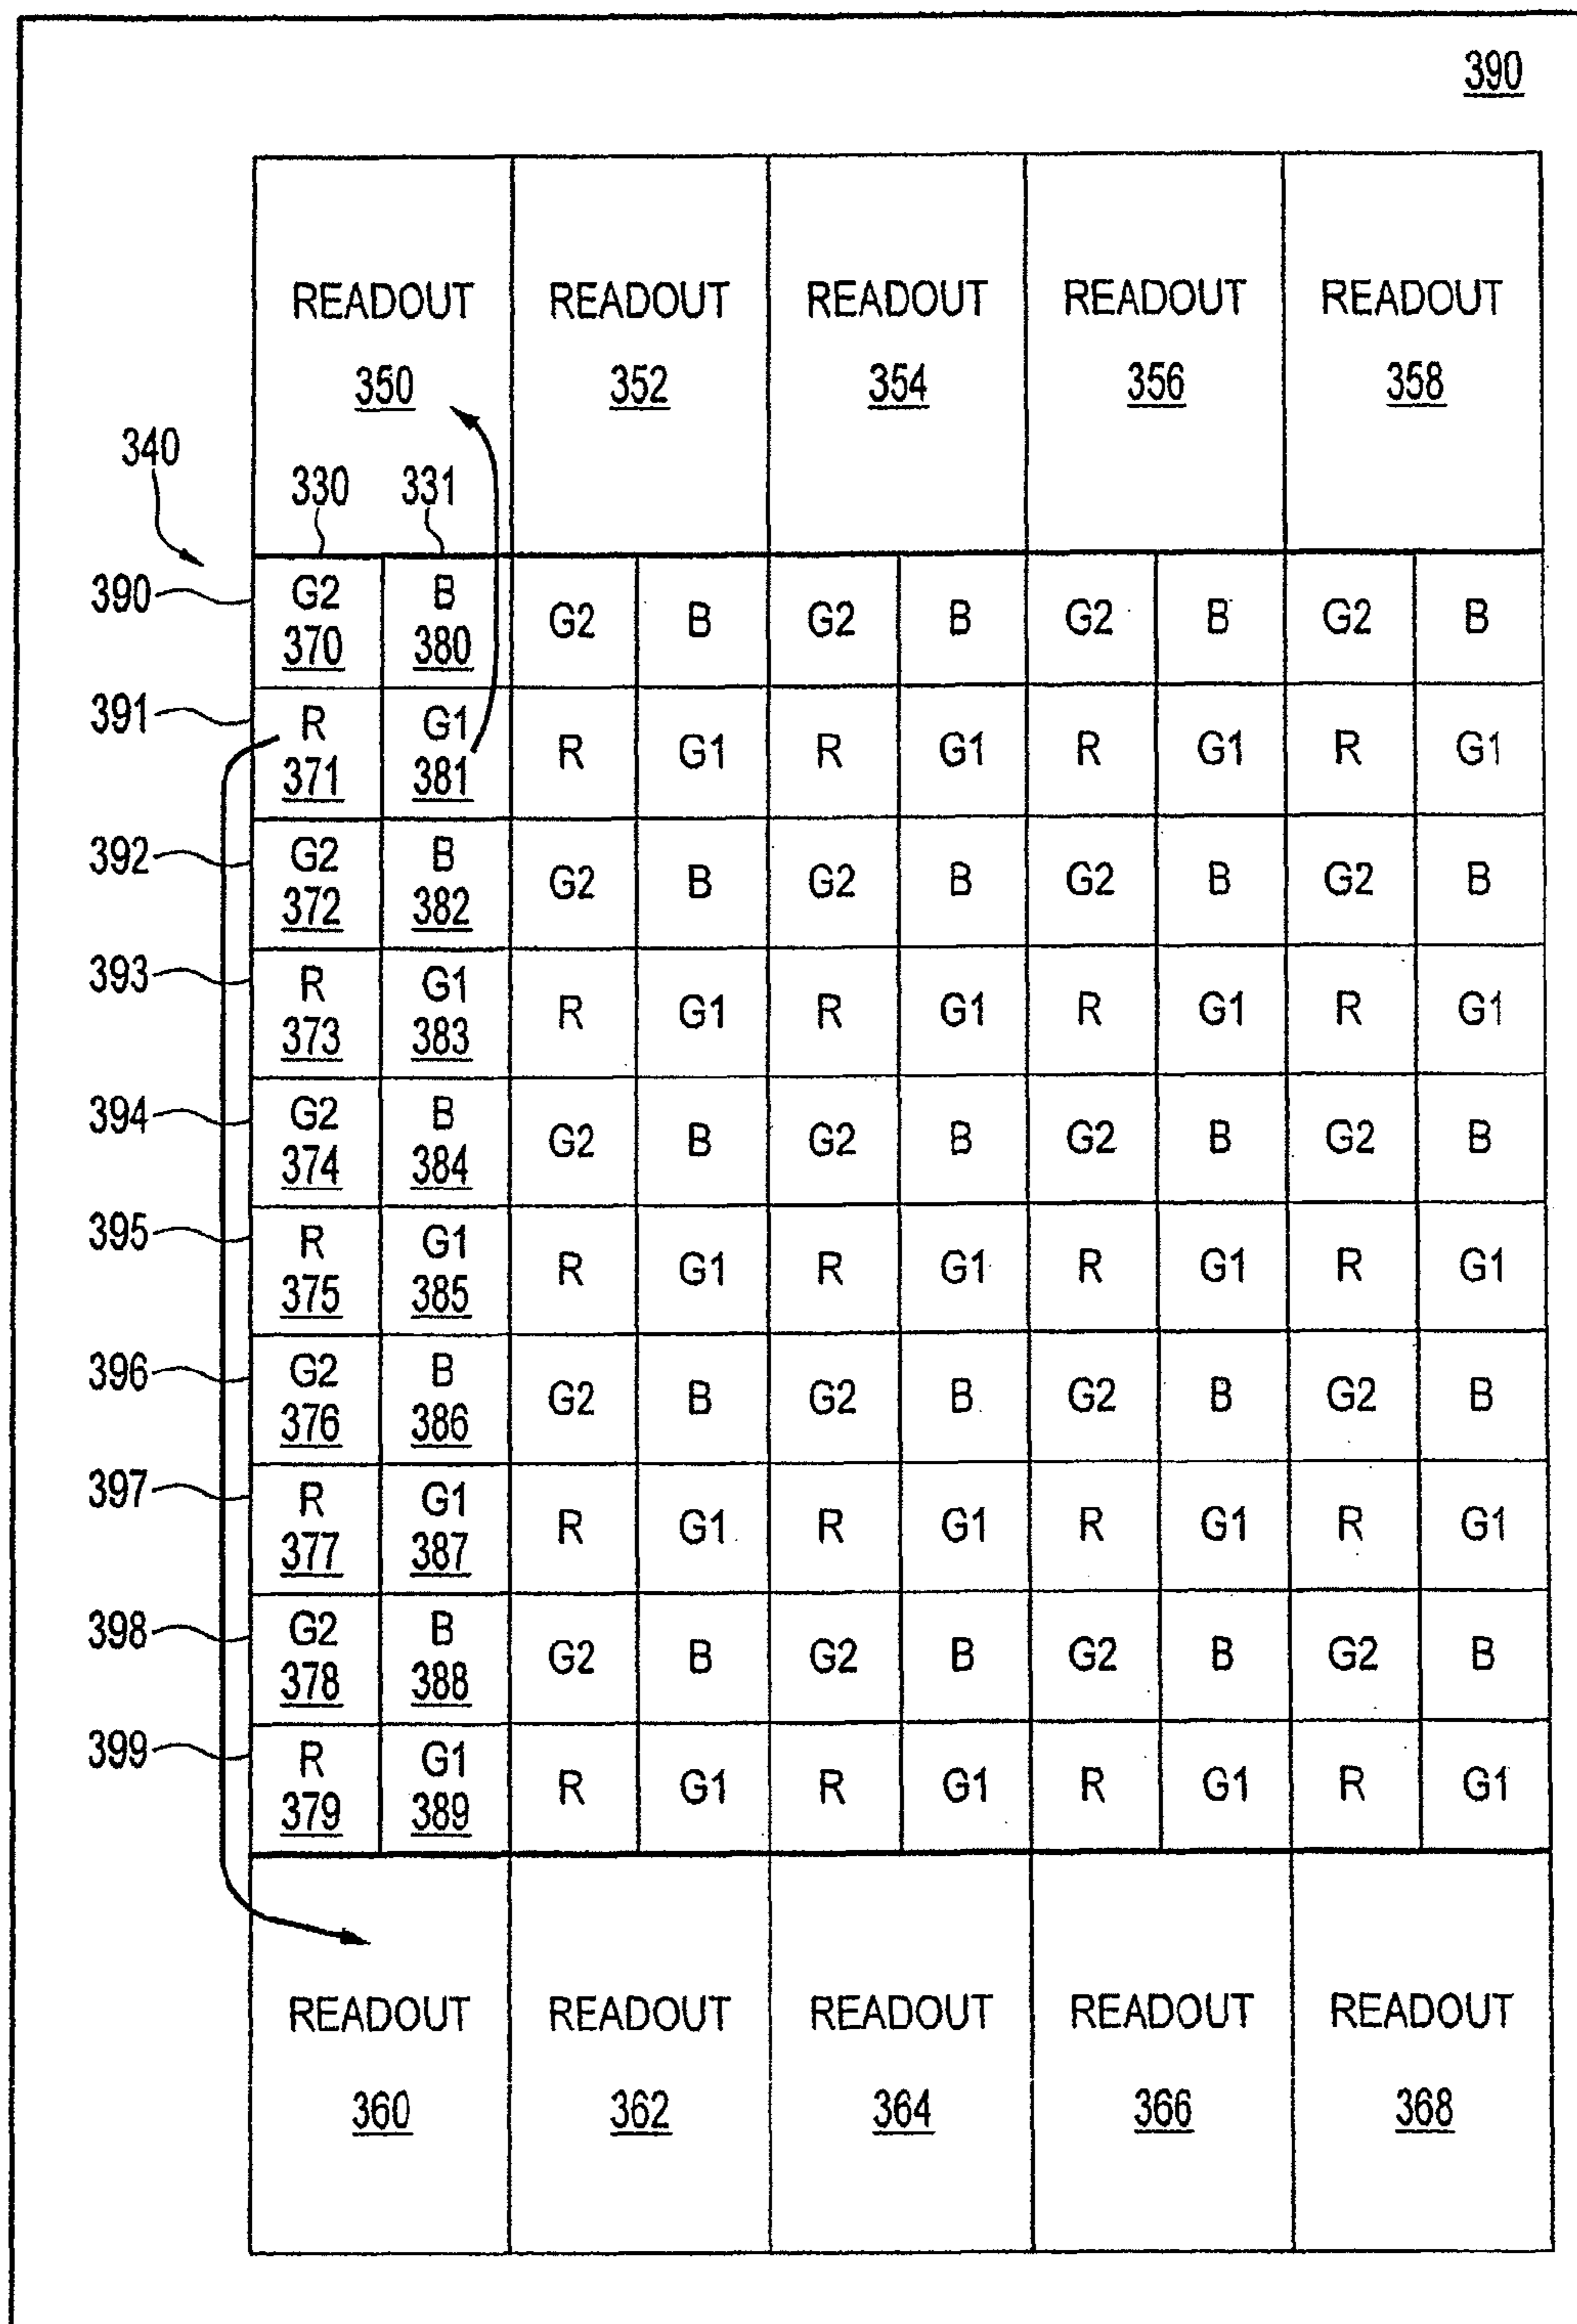 390
READOUT READOUT READOUT READOUT READOUT
350 352 354 356 358
340
330 331
390 G2 B G2 B G2 B G2 B G2 B
370 380
391 R G1 R G1 R G1 R G1 R G1
371 381
392 G2 B G2 B G2 B G2 B G2 B
372 382
393 R G1 R G1 R G1 R G1 R G1
373 383
394 G2 B G2 B G2 B G2 B G2 B
374 384
395 R G1 R G1 R G1 R G1 R G1
375 385
396 G2 B G2 B G2 B G2 B G2 B
376 386
397 R G1 R G1 R G1 R G1 R G1
377 387
398 G2 B G2 B G2 B G2 B G2 B
378 388
399 R G1 R G1 R G1 R G1 R G1
379 389
READOUT READOUT READOUT READOUT READOUT
360 362 364 366 368